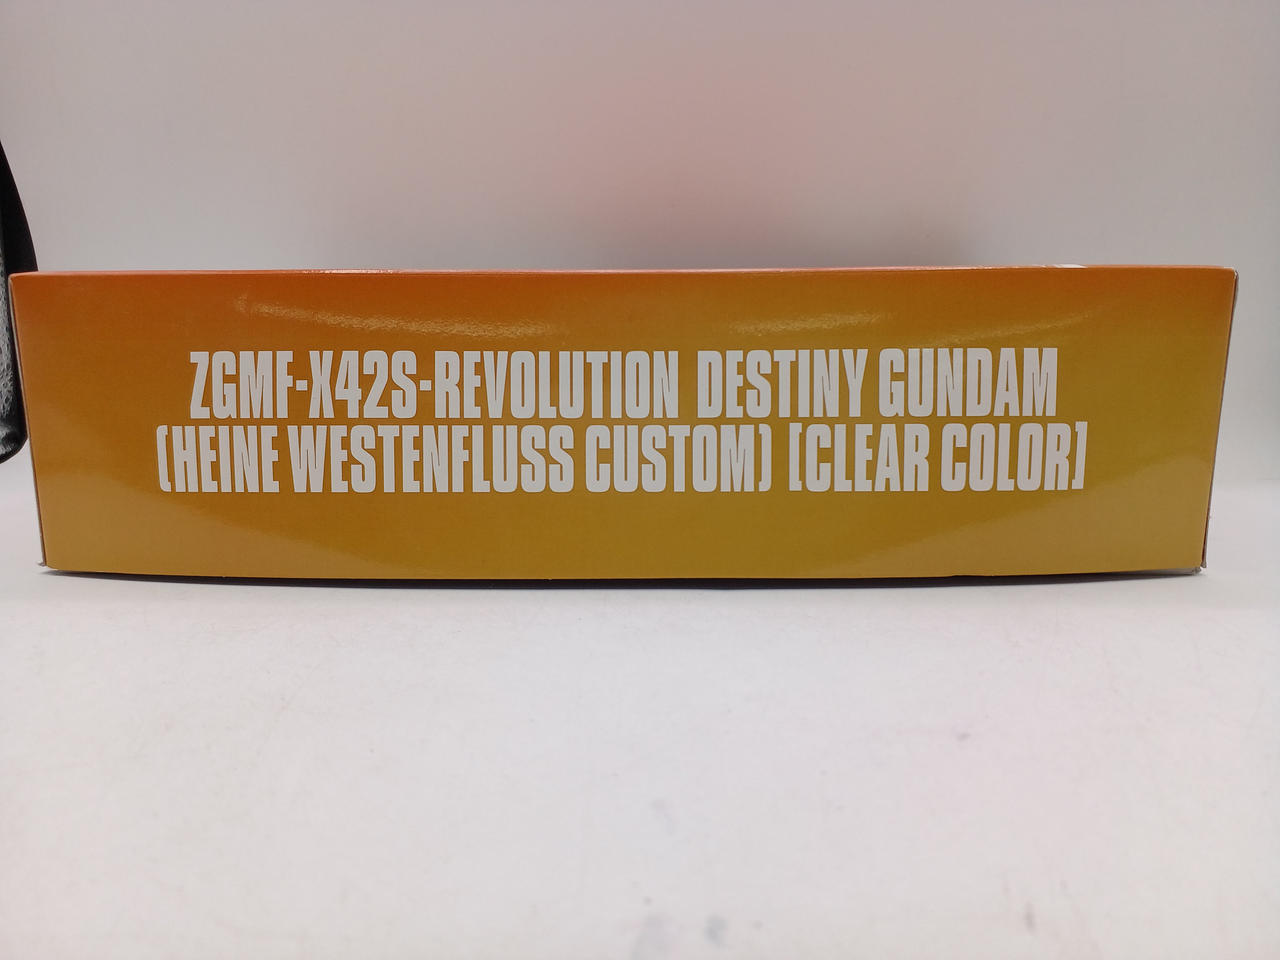 ZGMF-X42S-REVOLUTION DESTINY GUNDAM
(HEINE WESTENFLUSS CUSTOM) [CLEAR COLOR]